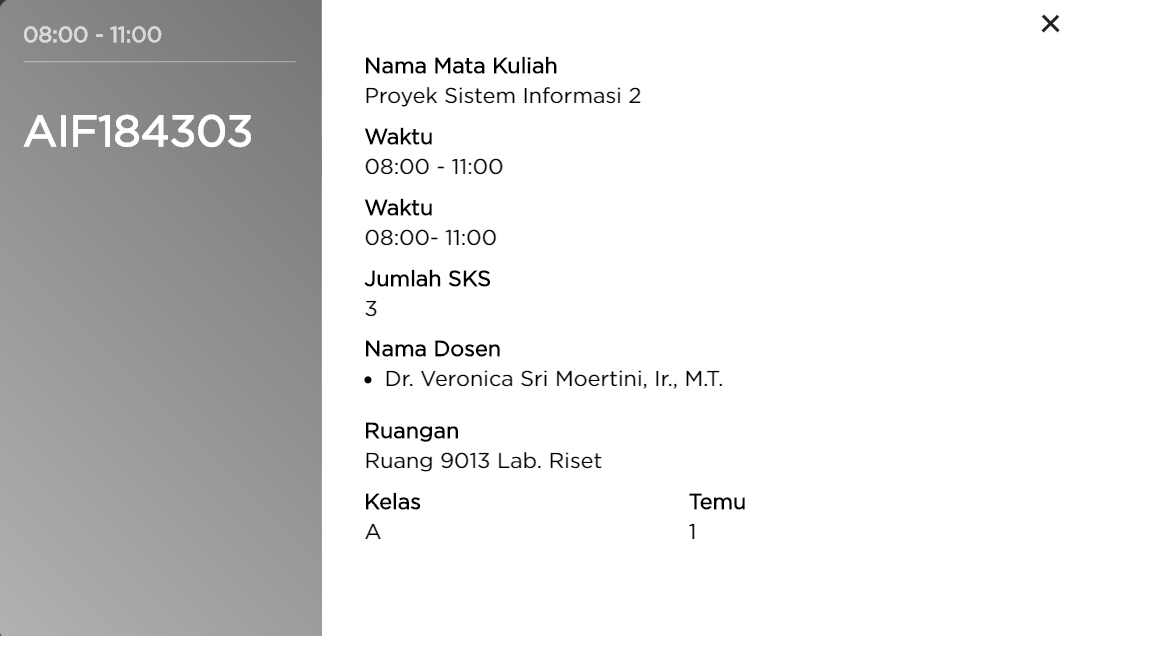 08:00 - 11:00
AIF184303
Nama Mata Kuliah
Proyek Sistem Informasi 2
Waktu
08:00 - 11:00
Waktu
08:00- 11:00
Jumlah SKS
3
Nama Dosen
• Dr. Veronica Sri Moertini, Ir., M.T.
Ruangan
Ruang 9013 Lab. Riset
Kelas Temu
A 1